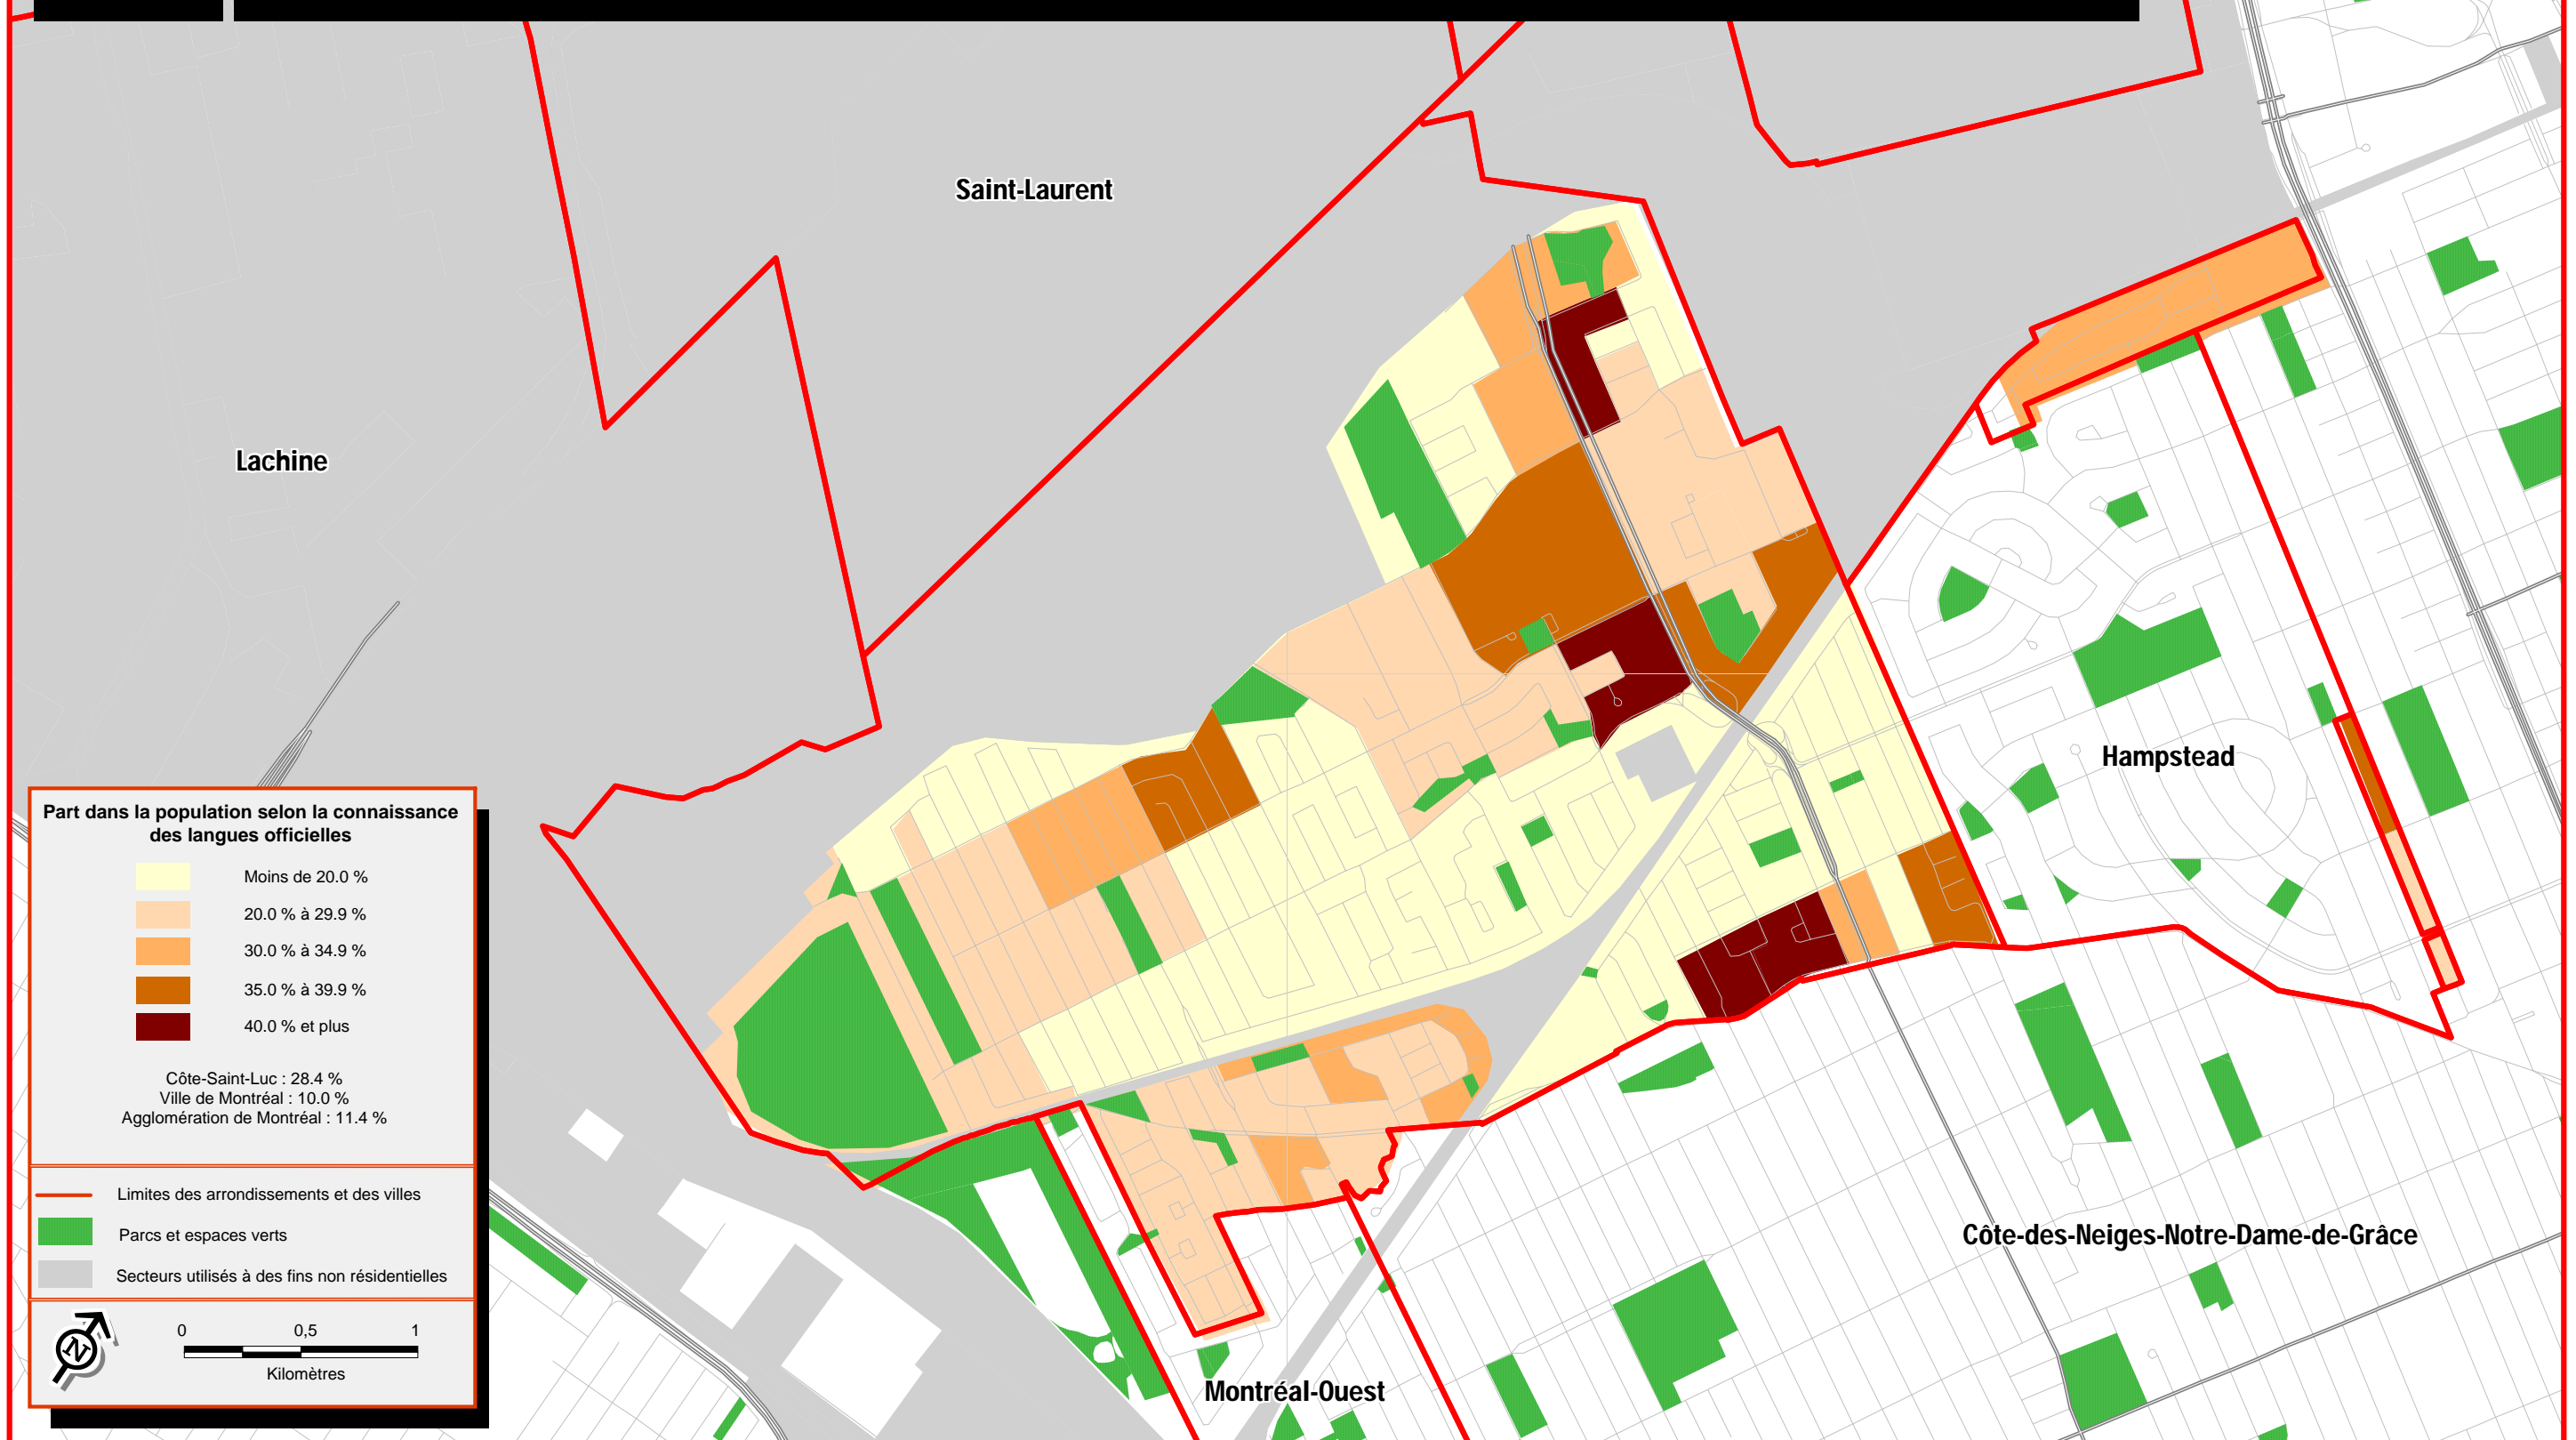 Saint-Laurent
Lachine
Hampstead
Côte-des-Neiges-Notre-Dame-de-Grâce
Montréal-Ouest
Part dans la population selon la connaissance
des langues officielles
Moins de 20.0 %
20.0 % à 29.9 %
30.0 % à 34.9 %
35.0 % à 39.9 %
40.0 % et plus
Côte-Saint-Luc : 28.4 %
Ville de Montréal : 10.0 %
Agglomération de Montréal : 11.4 %
Limites des arrondissements et des villes
Parcs et espaces verts
Secteurs utilisés à des fins non résidentielles
N
0 0,5 1
Kilomètres